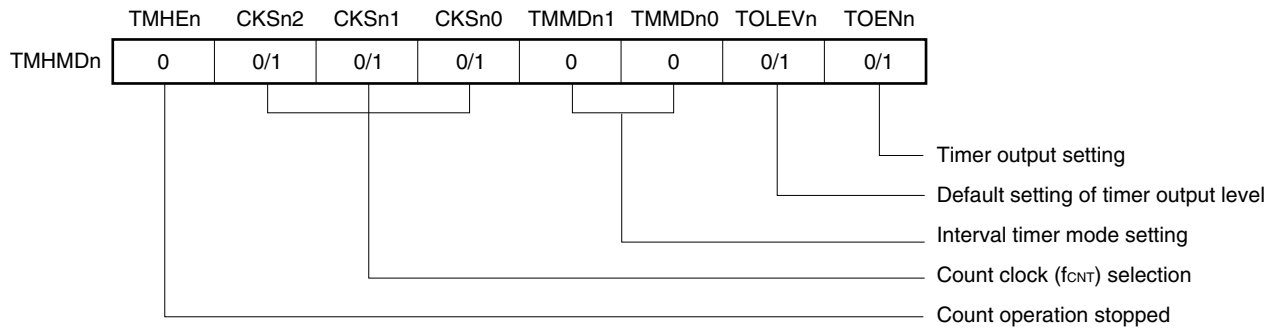 TMHEn CKSn2 CKSn1 CKSn0 TMMDn1 TMMDn0 TOLEVn TOENn
TMHMDn 0 0/1 0/1 0/1 0 0 0/1 0/1
Timer output setting
Default setting of timer output level
Interval timer mode setting
Count clock (fCNT) selection
Count operation stopped